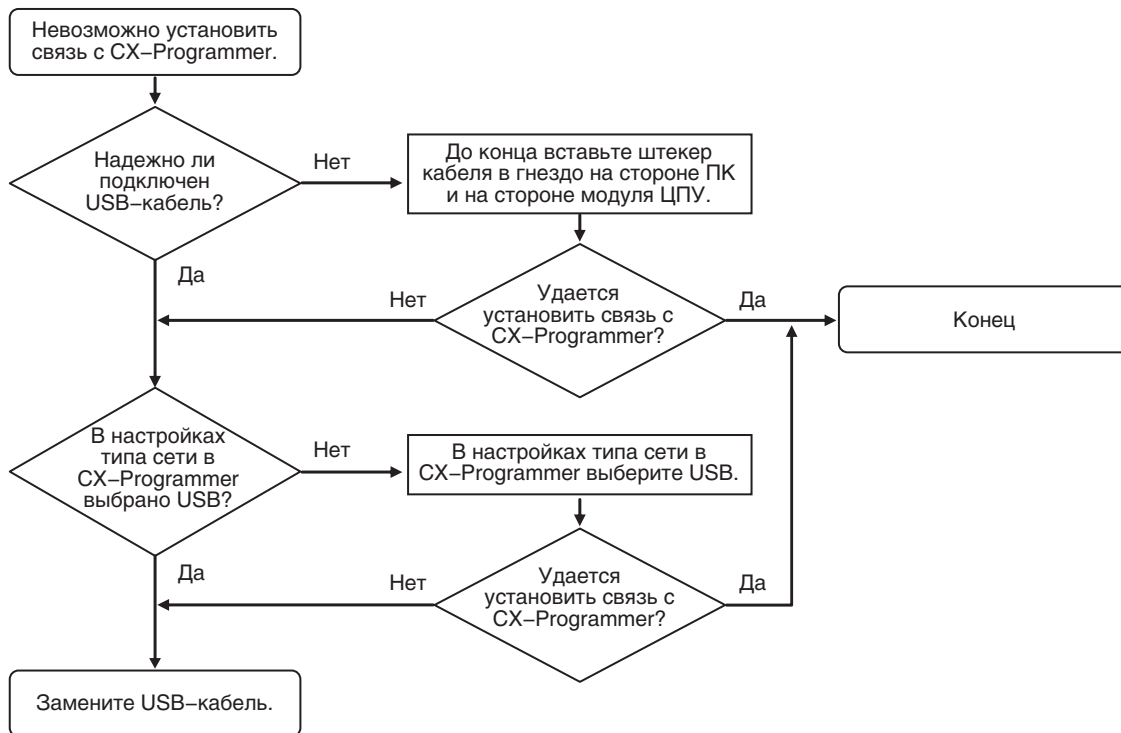 Невозможно установить
связь с CX–Programmer.
Надежно ли
подключен
USB–кабель?
Нет
До конца вставьте штекер
кабеля в гнездо на стороне ПК
и на стороне модуля ЦПУ.
Да
Нет
Удается
установить связь с
CX–Programmer?
Да
Конец
В настройках
типа сети в
CX–Programmer
выбрано USB?
Нет
В настройках типа сети в
CX–Programmer выберите USB.
Да
Нет
Удается
установить связь с
CX–Programmer?
Да
Замените USB–кабель.